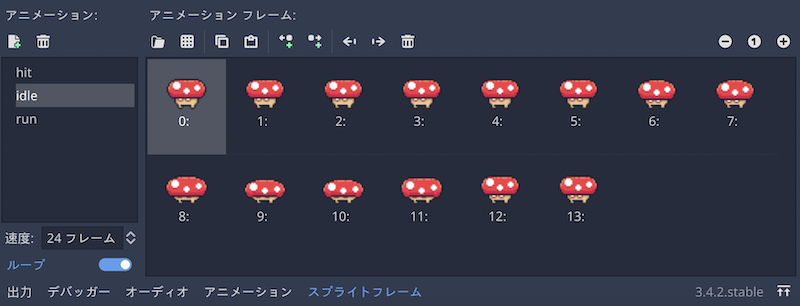 アニメーション: アニメーション フレーム:
hit
idle
run
0: 1: 2: 3: 4: 5: 6: 7:
8: 9: 10: 11: 12: 13:
速度: 24 フレーム
ループ
出力 デバッガー オーディオ アニメーション スプライトフレーム 3.4.2.stable